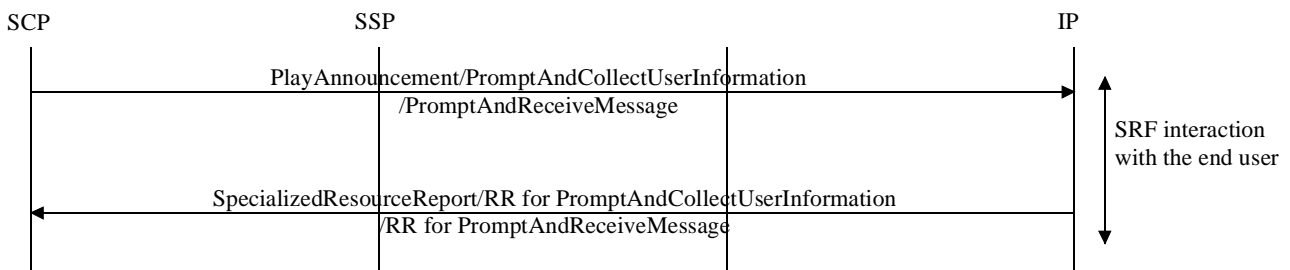 SCP
SSP
IP
PlayAnnouncement/PromptAndCollectUserInformation
/PromptAndReceiveMessage
SRF interaction
with the end user
SpecializedResourceReport/RR for PromptAndCollectUserInformation
/RR for PromptAndReceiveMessage